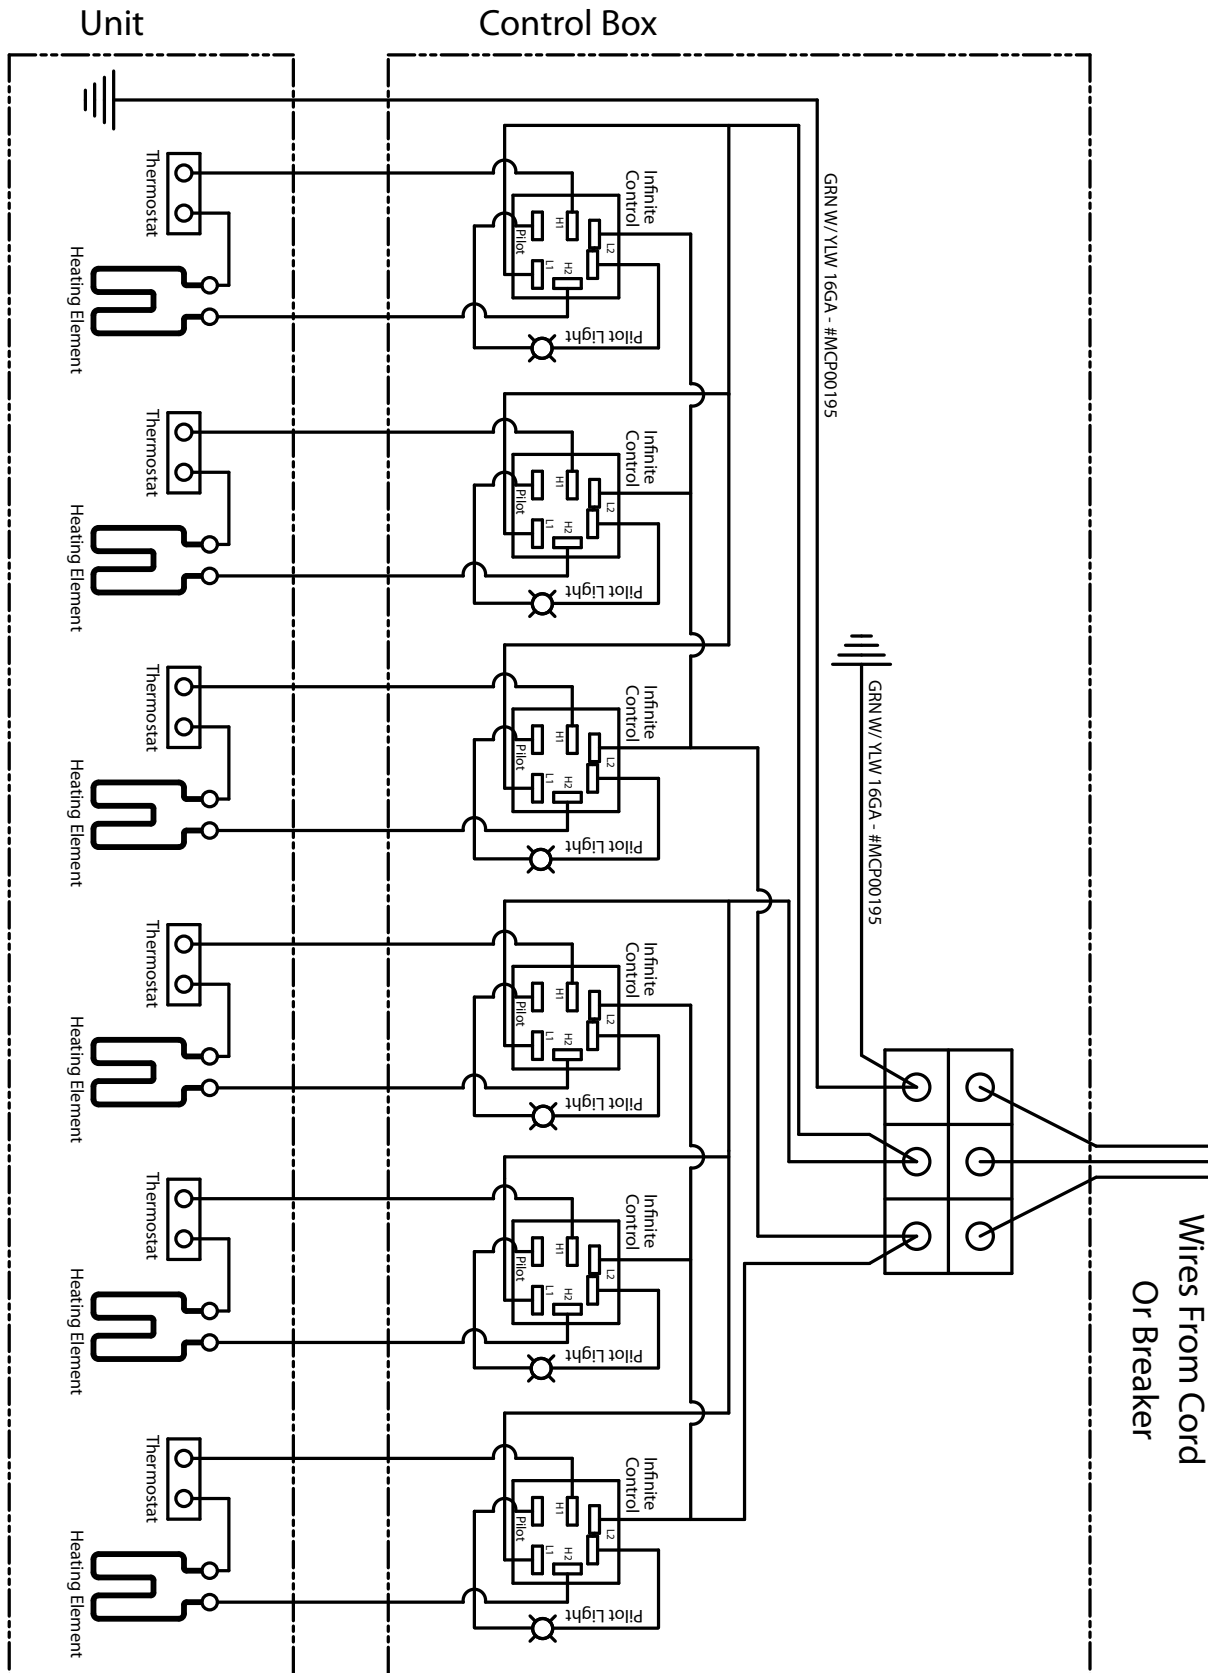 Unit
Control Box
GRN W/ YLW 16GA - #MCP00195
GRN W/ YLW 16GA - #MCP00195
Wires From Cord
Or Breaker
Thermostat
Heating Element
Infinite
Control
L2
H1
H2
L1
Pilot
Pilot Light
Thermostat
Heating Element
Infinite
Control
L2
H1
H2
L1
Pilot
Pilot Light
Thermostat
Heating Element
Infinite
Control
L2
H1
H2
L1
Pilot
Pilot Light
Thermostat
Heating Element
Infinite
Control
L2
H1
H2
L1
Pilot
Pilot Light
Thermostat
Heating Element
Infinite
Control
L2
H1
H2
L1
Pilot
Pilot Light
Thermostat
Heating Element
Infinite
Control
L2
H1
H2
L1
Pilot
Pilot Light